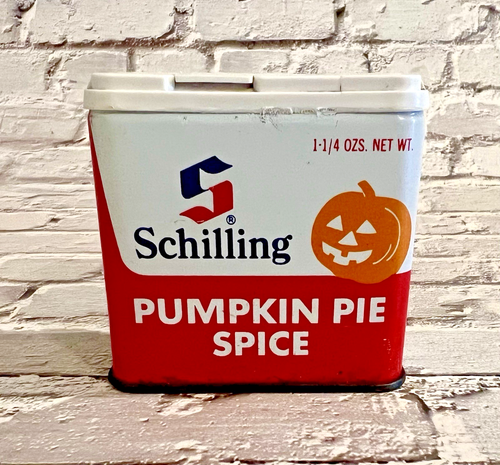 1-1/4 OZS. NET WT.
S
Schilling®
PUMPKIN PIE
SPICE